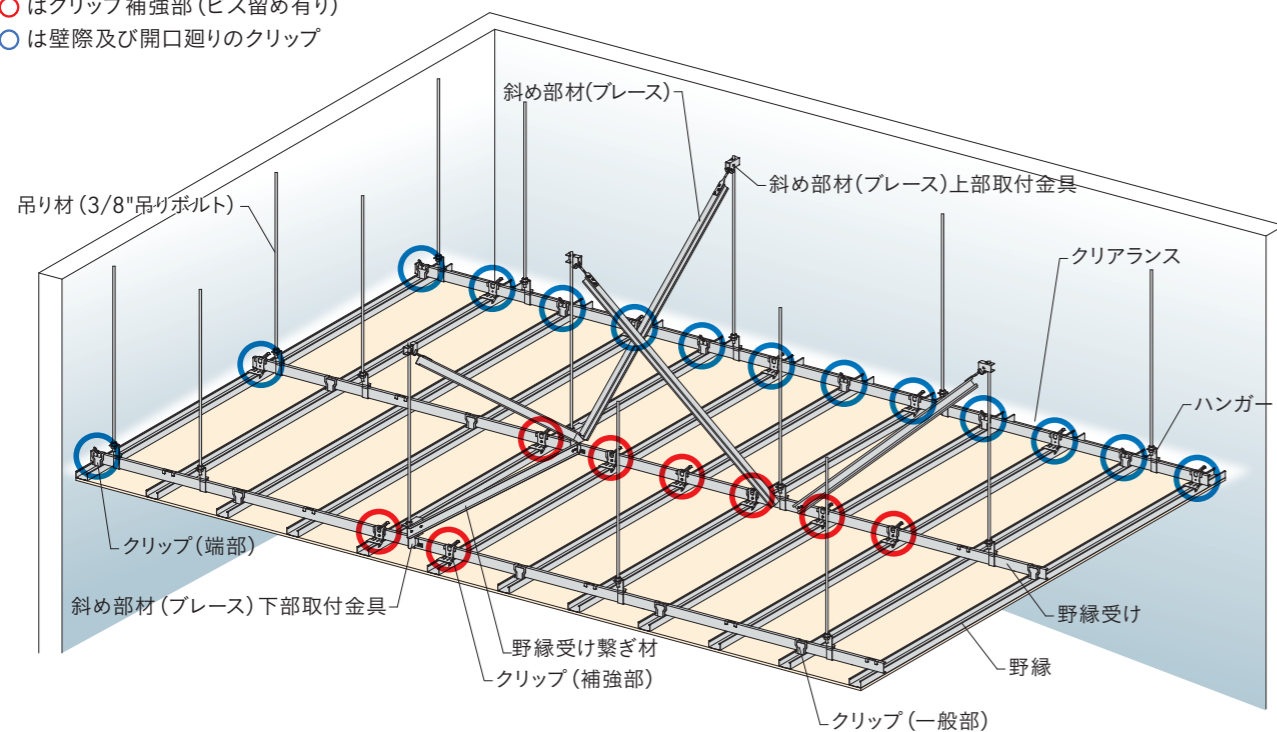 はクリップ補強部(ビス留め有り)
は壁際及び開口廻りのクリップ
斜め部材(ブレース)
斜め部材(ブレース)上部取付金具
吊り材(3/8"吊りボルト)
クリアランス
ハンガー
クリップ(端部)
斜め部材(ブレース)下部取付金具
野縁受け
野縁受け繋ぎ材
野縁
クリップ(補強部)
クリップ(一般部)